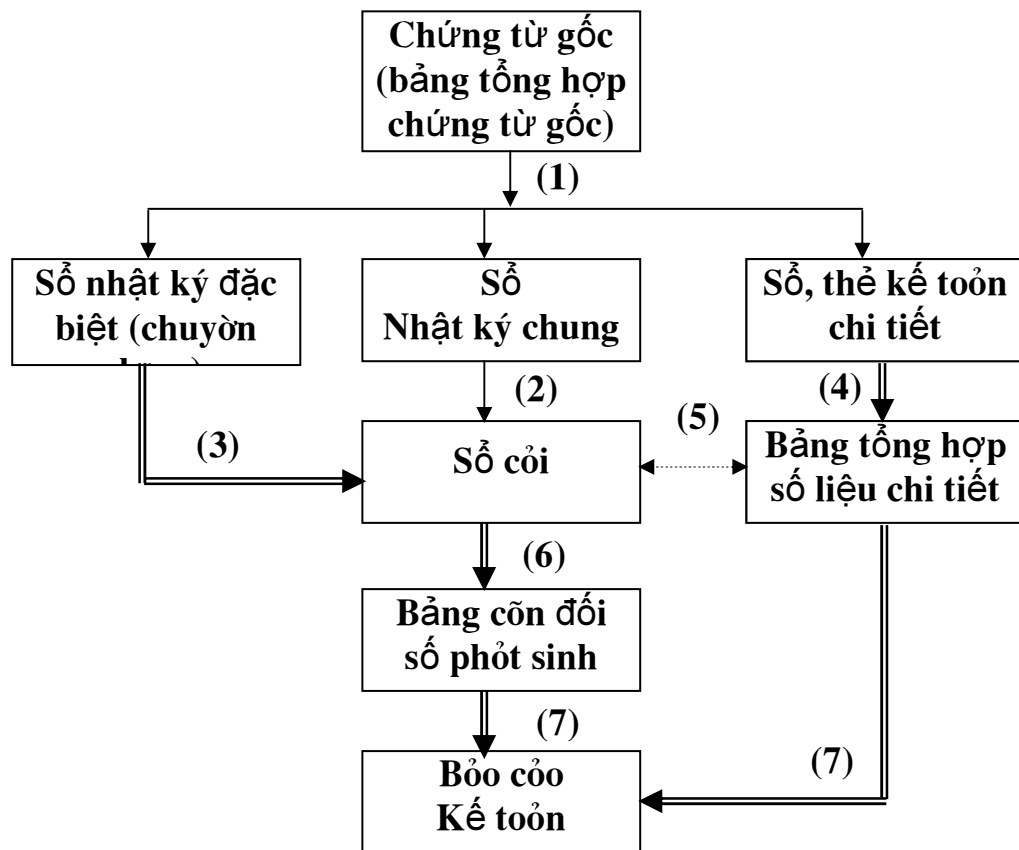 Chứng từ gốc
(bảng tổng hợp
chứng từ gốc)
(1)
Sổ nhật ký đặc
biệt (chuyờn
Sổ
Nhật ký chung
Sổ, thẻ kế toỏn
chi tiết
(2)
(4)
(3)
(5)
Sổ cỏi
Bảng tổng hợp
số liệu chi tiết
(6)
Bảng cõn đối
số phỏt sinh
(7)
(7)
Bỏo cỏo
Kế toỏn